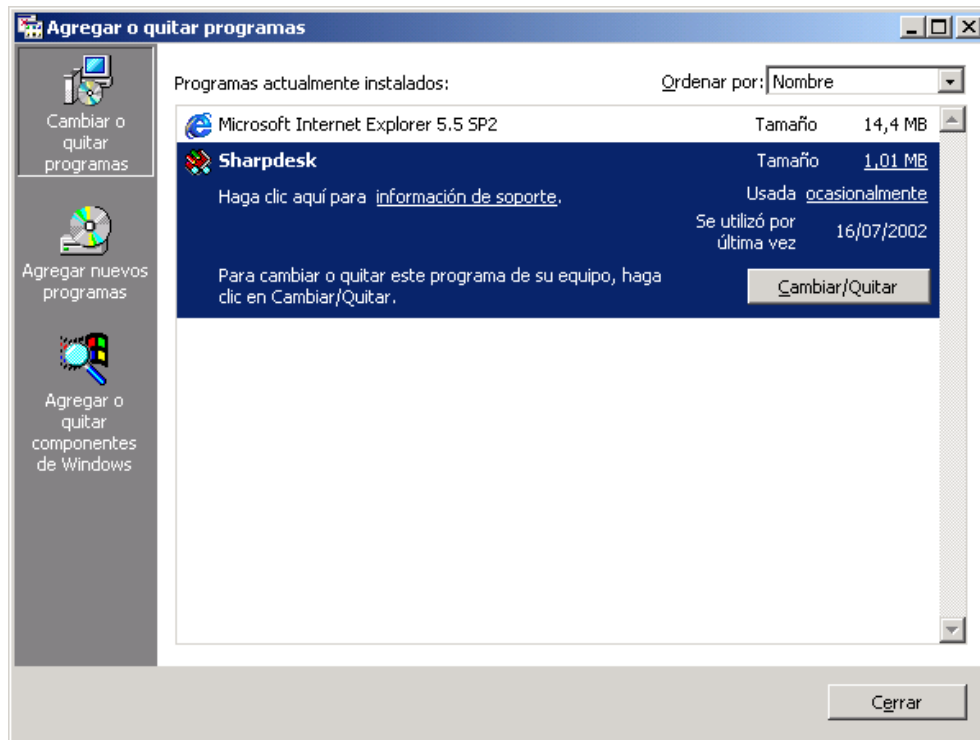 Agregar o quitar programas
Cambiar o
quitar
programas
Agregar nuevos
programas
Agregar o
quitar
componentes
de Windows
Programas actualmente instalados:
Ordenar por: Nombre
Microsoft Internet Explorer 5.5 SP2 Tamaño 14,4 MB
Sharpdesk Tamaño 1,01 MB
Haga clic aquí para información de soporte. Usada ocasionalmente
Se utilizó por
última vez 16/07/2002
Para cambiar o quitar este programa de su equipo, haga
clic en Cambiar/Quitar.
Cambiar/Quitar
Cerrar